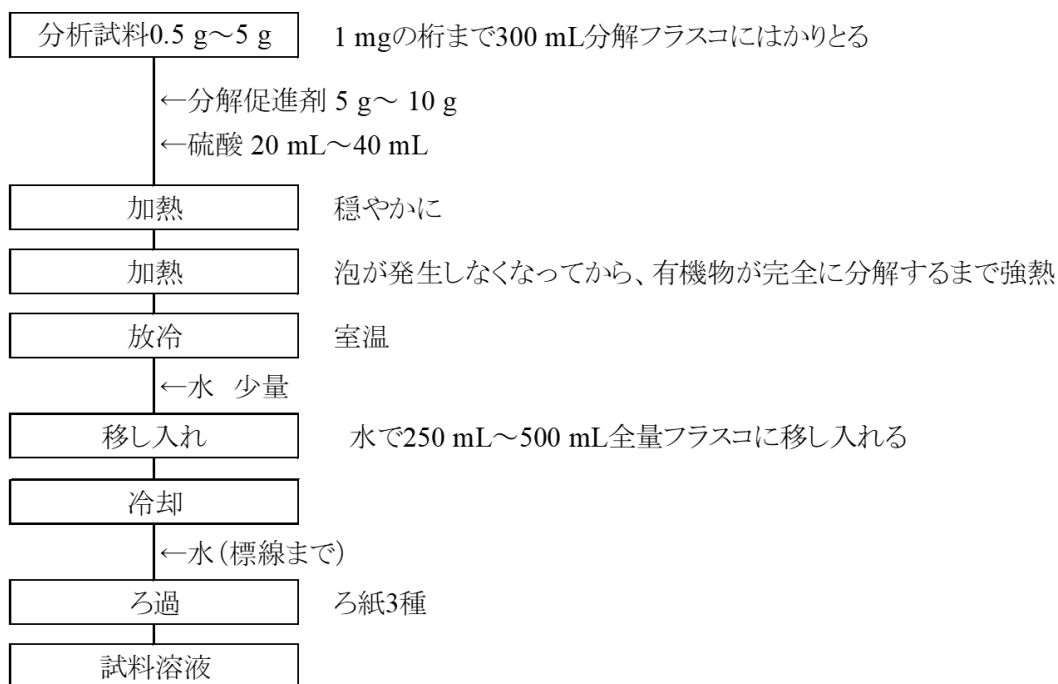 分析試料0.5 g～5 g　1 mgの桁まで300 mL分解フラスコにはかりとる
←分解促進剤 5 g～ 10 g
←硫酸 20 mL～40 mL
加熱　穏やかに
加熱　泡が発生しなくなってから、有機物が完全に分解するまで強熱
放冷　室温
←水　少量
移し入れ　水で250 mL～500 mL全量フラスコに移し入れる
冷却
←水（標線まで）
ろ過　ろ紙3種
試料溶液